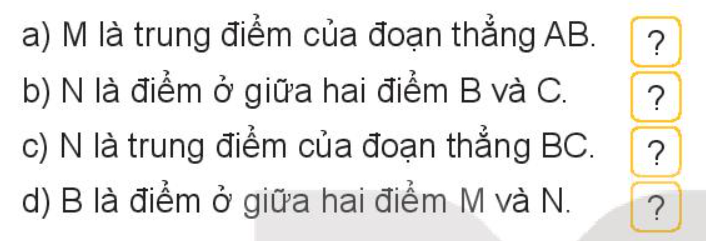 a) M là trung điểm của đoạn thẳng AB. ?
b) N là điểm ở giữa hai điểm B và C. ?
c) N là trung điểm của đoạn thẳng BC. ?
d) B là điểm ở giữa hai điểm M và N. ?